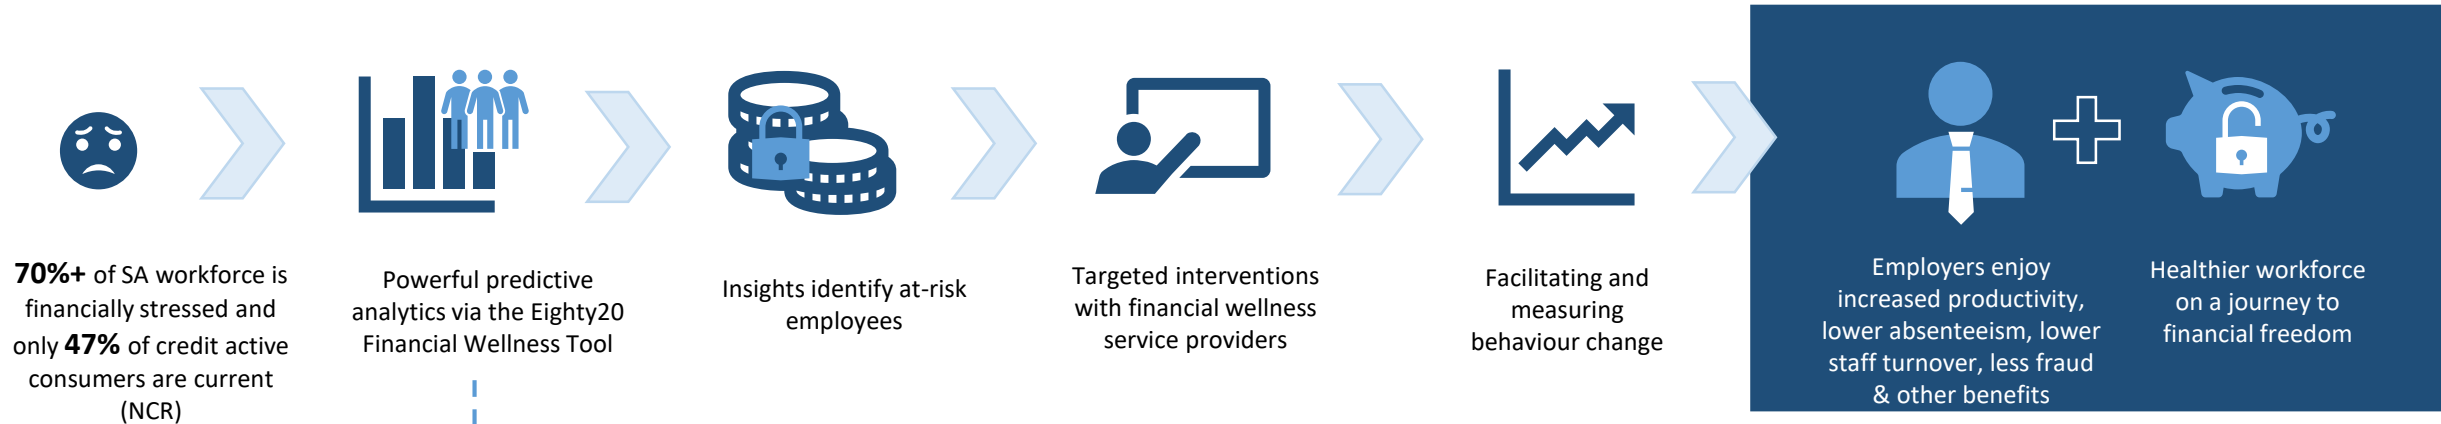 70%+ of SA workforce is
financially stressed and
only 47% of credit active
consumers are current
(NCR)
Powerful predictive
analytics via the Eighty20
Financial Wellness Tool
Insights identify at-risk
employees
Targeted interventions
with financial wellness
service providers
Facilitating and
measuring
behaviour change
Employers enjoy
increased productivity,
lower absenteeism, lower
staff turnover, less fraud
& other benefits
Healthier workforce
on a journey to
financial freedom